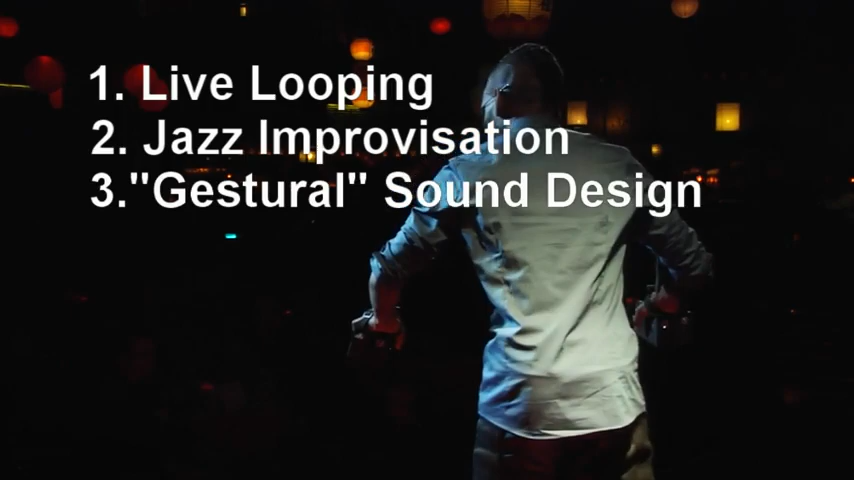 1. Live Looping
2. Jazz Improvisation
3."Gestural" Sound Design